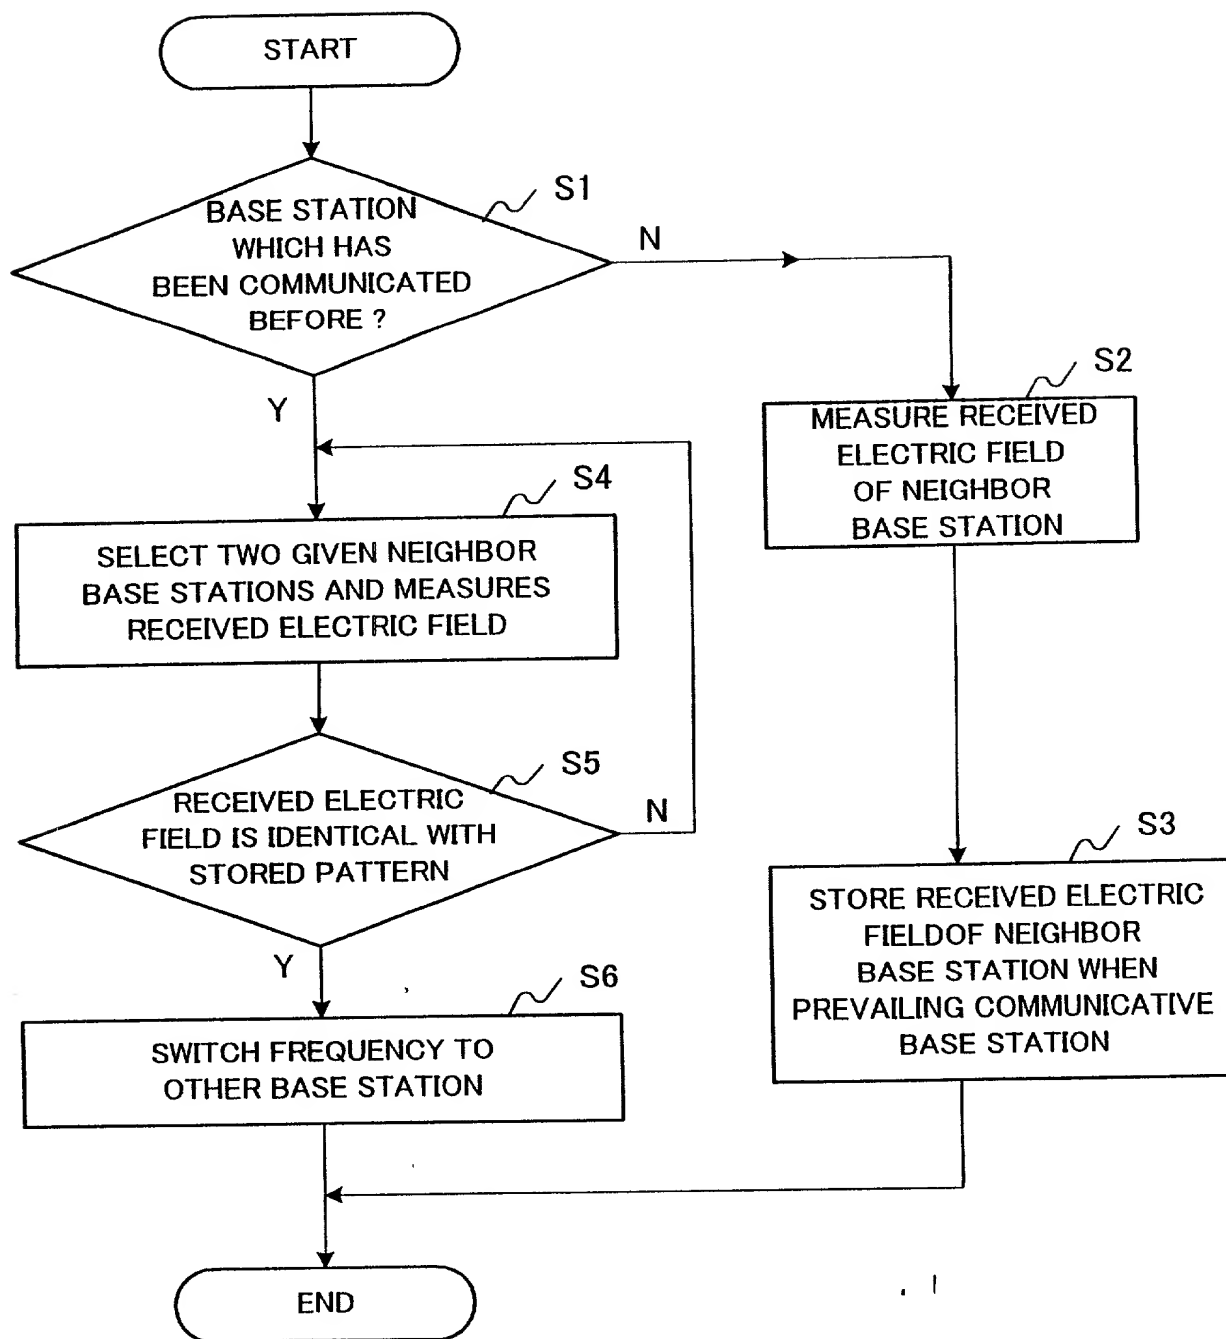 START
S1
BASE STATION
WHICH HAS
BEEN COMMUNICATED
BEFORE ?
N
Y
S2
MEASURE RECEIVED
ELECTRIC FIELD
OF NEIGHBOR
BASE STATION
S4
SELECT TWO GIVEN NEIGHBOR
BASE STATIONS AND MEASURES
RECEIVED ELECTRIC FIELD
S5
RECEIVED ELECTRIC
FIELD IS IDENTICAL WITH
STORED PATTERN
N
Y
S3
STORE RECEIVED ELECTRIC
FIELDOF NEIGHBOR
BASE STATION WHEN
PREVAILING COMMUNICATIVE
BASE STATION
S6
SWITCH FREQUENCY TO
OTHER BASE STATION
END